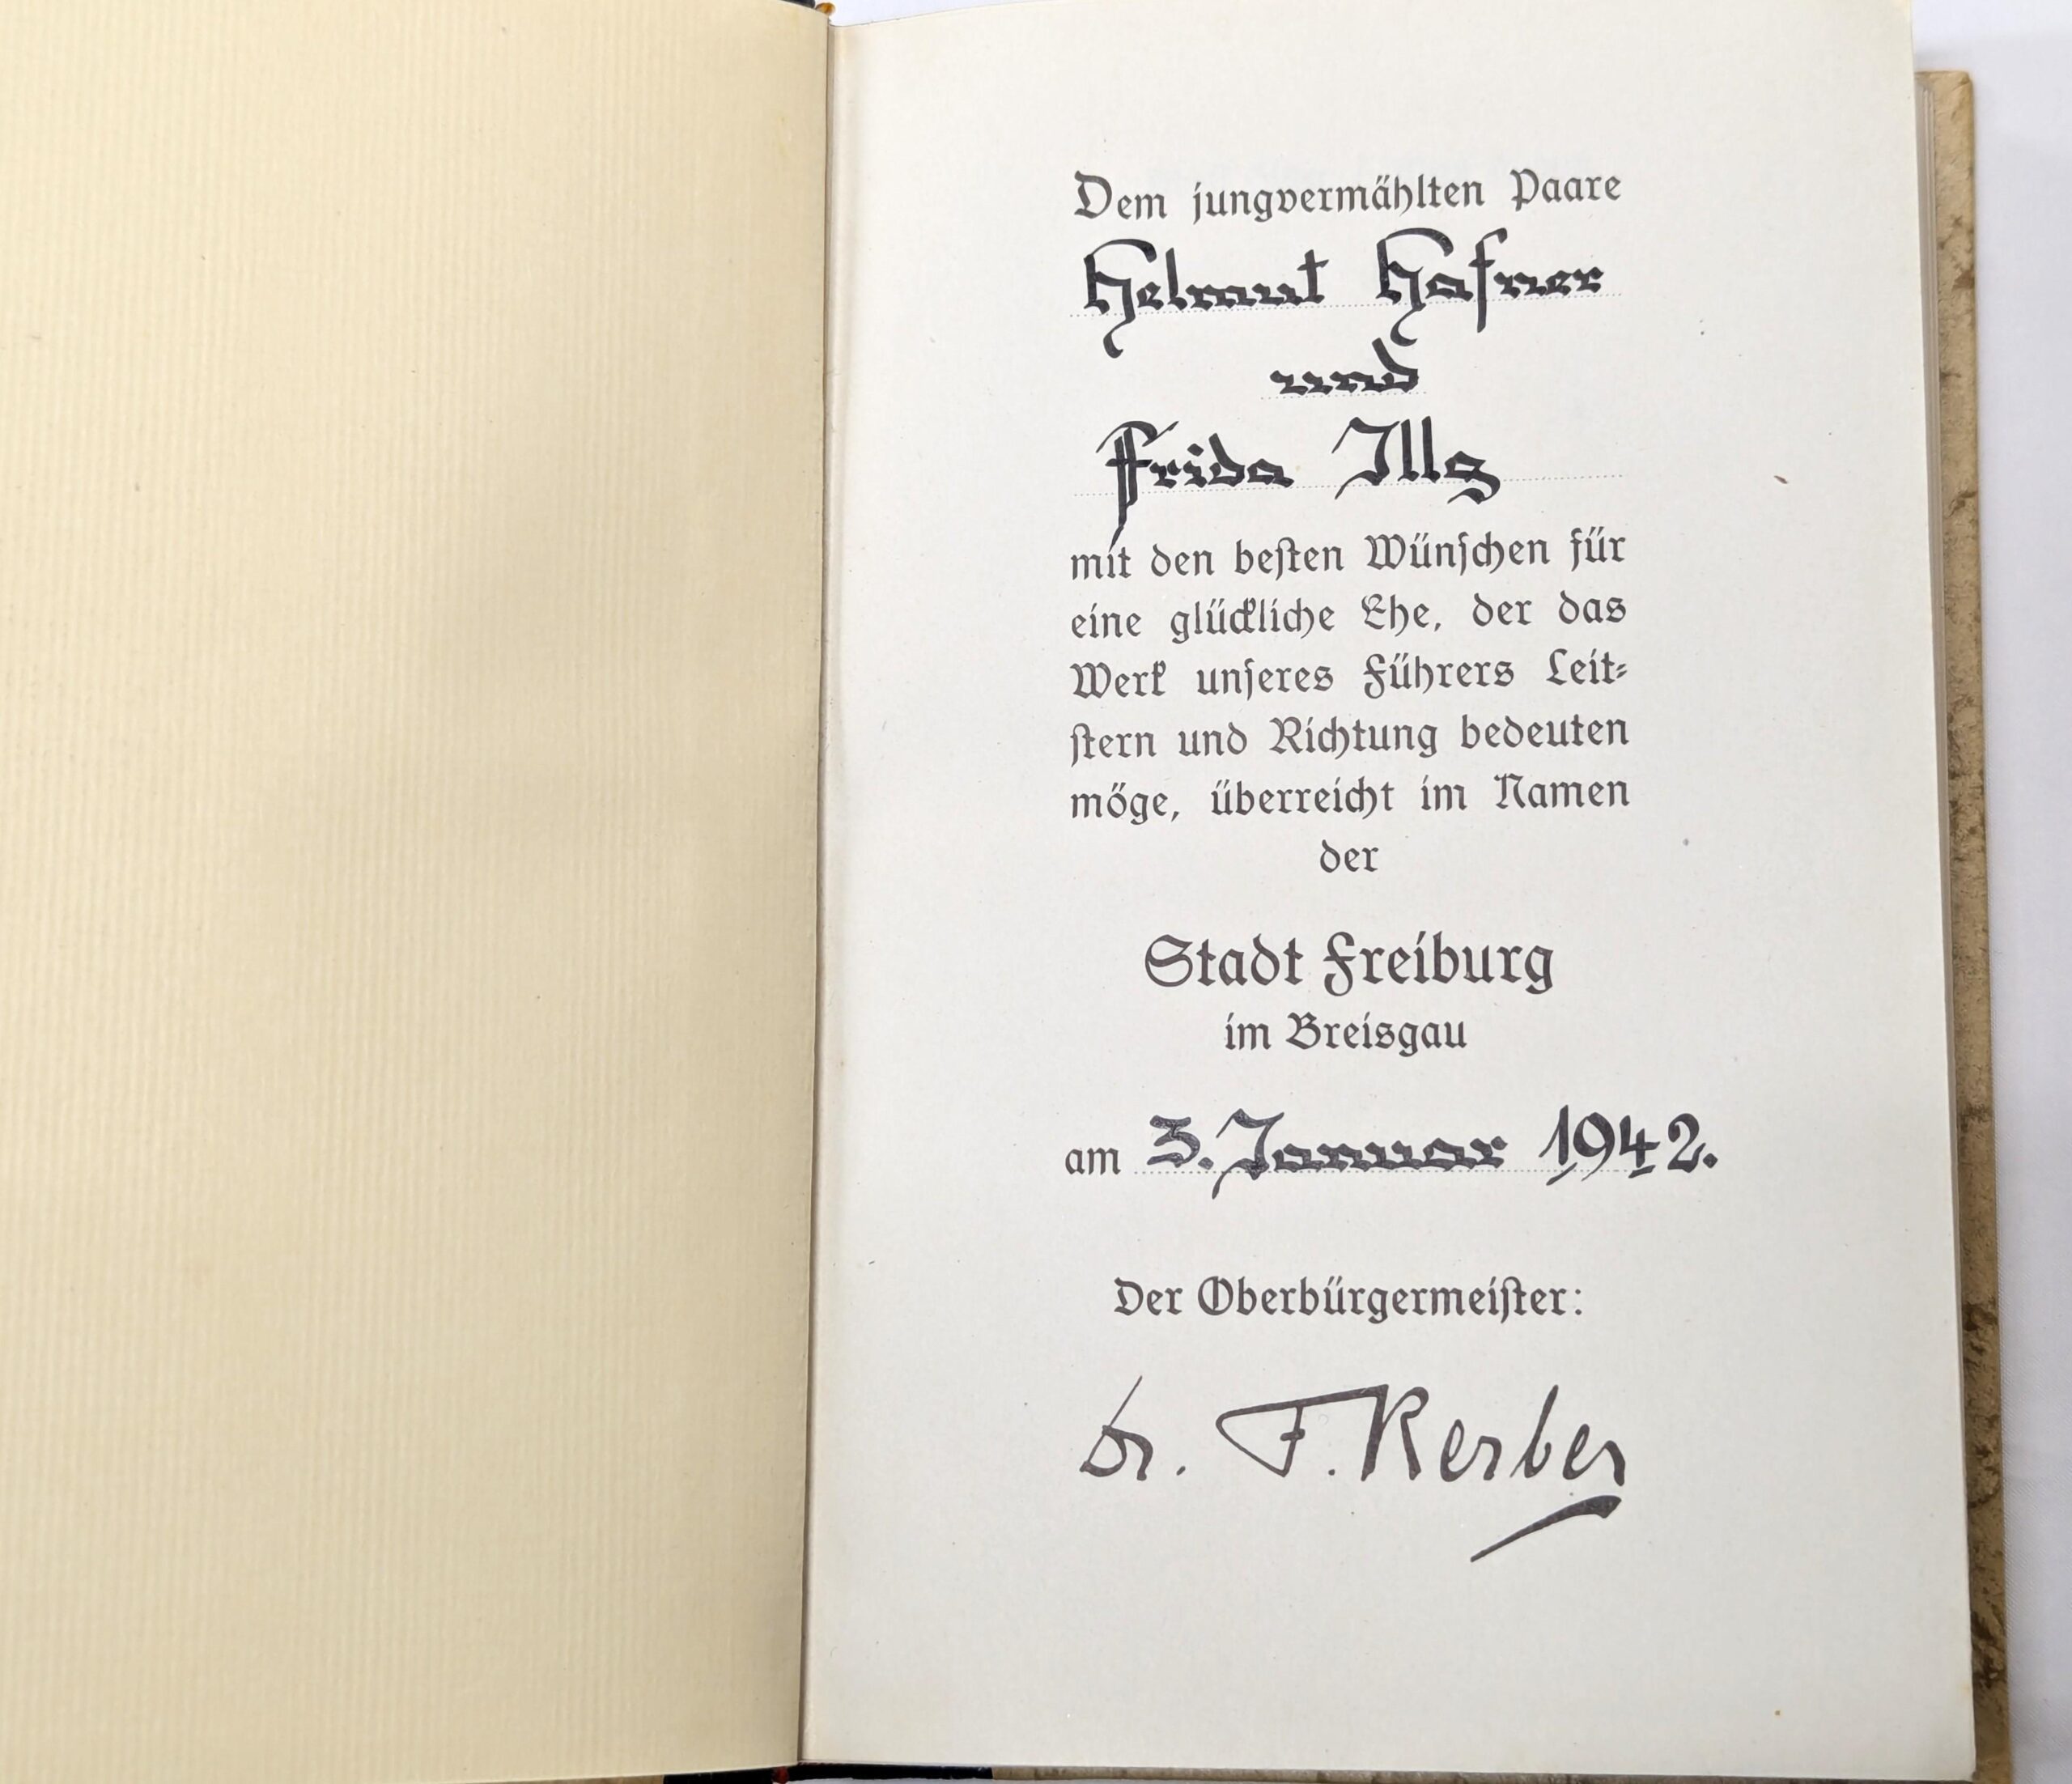 Dem jungvermählten Paare
Helmut Hafner
und
Frida Illg
mit den besten Wünschen für
eine glückliche Ehe, der das
Werk unseres Führers Leit-
stern und Richtung bedeuten
möge, überreicht im Namen
der
Stadt Freiburg
im Breisgau
am 3. Januar 1942.
Der Oberbürgermeister:
Dr. F. Kerber